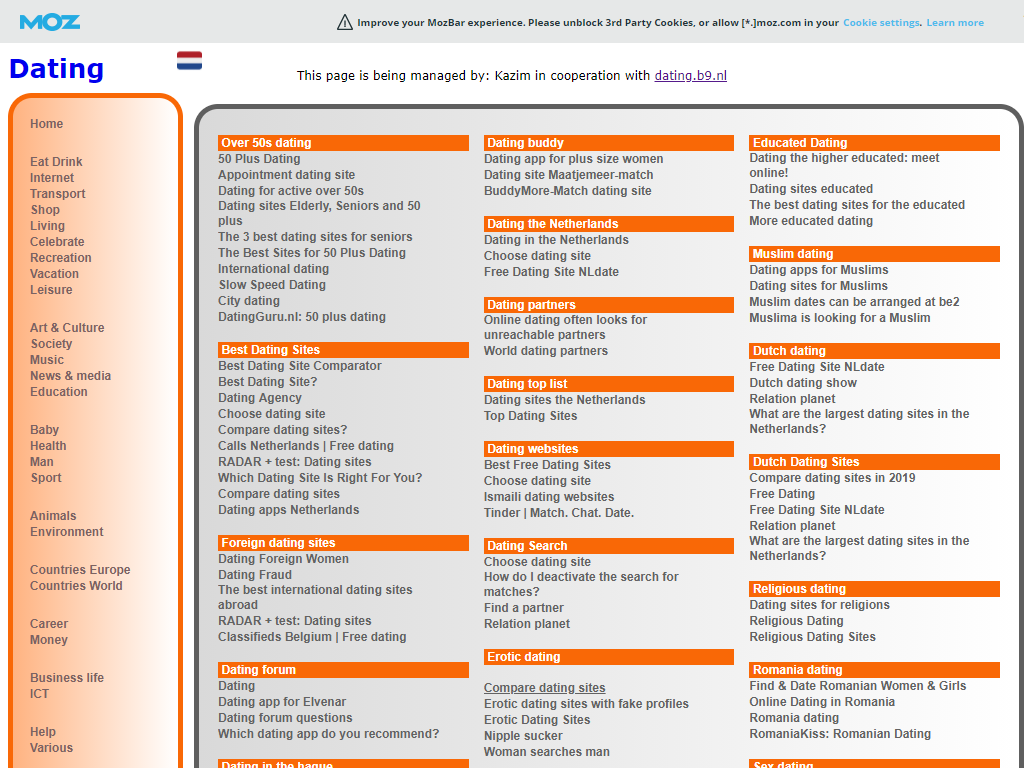 MOZ
Improve your MozBar experience. Please unblock 3rd Party Cookies, or allow [*.]moz.com in your Cookie settings. Learn more
Dating
This page is being managed by: Kazim in cooperation with dating.b9.nl
Home
Eat Drink
Internet
Transport
Shop
Living
Celebrate
Recreation
Vacation
Leisure
Art & Culture
Society
Music
News & media
Education
Baby
Health
Man
Sport
Animals
Environment
Countries Europe
Countries World
Career
Money
Business life
ICT
Help
Various
Over 50s dating
50 Plus Dating
Appointment dating site
Dating for active over 50s
Dating sites Elderly, Seniors and 50
plus
The 3 best dating sites for seniors
The Best Sites for 50 Plus Dating
International dating
Slow Speed Dating
City dating
DatingGuru.nl: 50 plus dating
Best Dating Sites
Best Dating Site Comparator
Best Dating Site?
Dating Agency
Choose dating site
Compare dating sites?
Calls Netherlands | Free dating
RADAR + test: Dating sites
Which Dating Site Is Right For You?
Compare dating sites
Dating apps Netherlands
Foreign dating sites
Dating Foreign Women
Dating Fraud
The best international dating sites
abroad
RADAR + test: Dating sites
Classifieds Belgium | Free dating
Dating forum
Dating
Dating app for Elvenar
Dating forum questions
Which dating app do you recommend?
Dating in the hague
Dating buddy
Dating app for plus size women
Dating site Maatjemeer-match
BuddyMore-Match dating site
Dating the Netherlands
Dating in the Netherlands
Choose dating site
Free Dating Site NLdate
Dating partners
Online dating often looks for
unreachable partners
World dating partners
Dating top list
Dating sites the Netherlands
Top Dating Sites
Dating websites
Best Free Dating Sites
Choose dating site
Ismaili dating websites
Tinder | Match. Chat. Date.
Dating Search
Choose dating site
How do I deactivate the search for
matches?
Find a partner
Relation planet
Erotic dating
Compare dating sites
Erotic dating sites with fake profiles
Erotic Dating Sites
Nipple sucker
Woman searches man
Educated Dating
Dating the higher educated: meet
online!
Dating sites educated
The best dating sites for the educated
More educated dating
Muslim dating
Dating apps for Muslims
Dating sites for Muslims
Muslim dates can be arranged at be2
Muslima is looking for a Muslim
Dutch dating
Free Dating Site NLdate
Dutch dating show
Relation planet
What are the largest dating sites in the
Netherlands?
Dutch Dating Sites
Compare dating sites in 2019
Free Dating
Free Dating Site NLdate
Relation planet
What are the largest dating sites in the
Netherlands?
Religious dating
Dating sites for religions
Religious Dating
Religious Dating Sites
Romania dating
Find & Date Romanian Women & Girls
Online Dating in Romania
Romania dating
RomaniaKiss: Romanian Dating
Sex dating